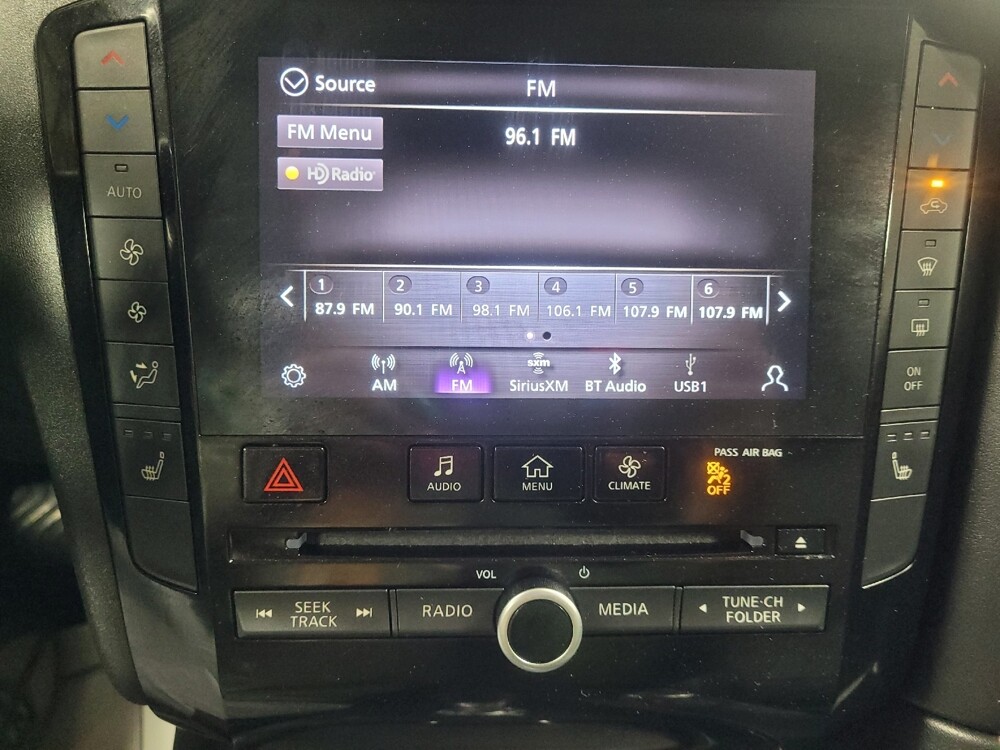 Source
FM
FM Menu
96.1 FM
HD Radio
AUTO
1 2 3 4 5 6
87.9 FM 90.1 FM 98.1 FM 106.1 FM 107.9 FM 107.9 FM
sxm
AM FM SiriusXM BT Audio USB1
ON
OFF
PASS AIR BAG
2
OFF
AUDIO MENU CLIMATE
VOL
SEEK
TRACK
RADIO
MEDIA
TUNE·CH
FOLDER